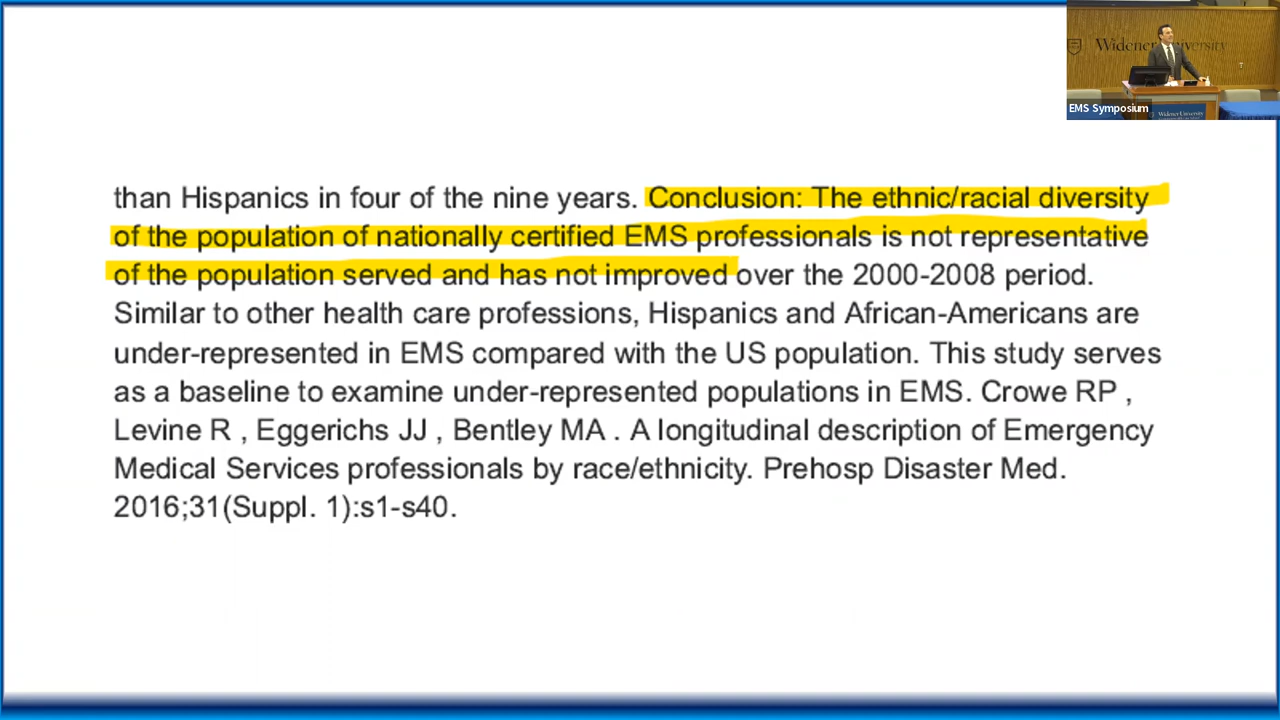 Widener University
EMS Symposium
Widener University
than Hispanics in four of the nine years. Conclusion: The ethnic/racial diversity
of the population of nationally certified EMS professionals is not representative
of the population served and has not improved over the 2000-2008 period.
Similar to other health care professions, Hispanics and African-Americans are
under-represented in EMS compared with the US population. This study serves
as a baseline to examine under-represented populations in EMS. Crowe RP ,
Levine R , Eggerichs JJ , Bentley MA . A longitudinal description of Emergency
Medical Services professionals by race/ethnicity. Prehosp Disaster Med.
2016;31(Suppl. 1):s1-s40.